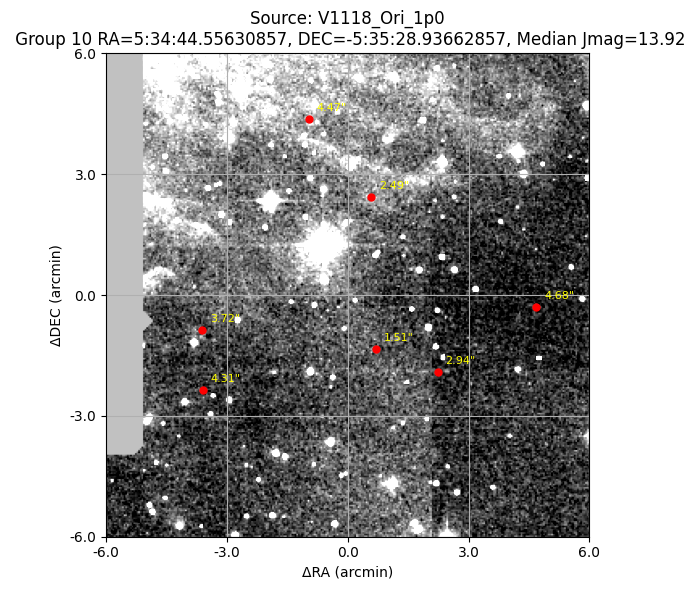 Source: V1118_Ori_1p0
Group 10 RA=5:34:44.55630857, DEC=-5:35:28.93662857, Median Jmag=13.92
6.0
4.47"
3.0
2.49"
ΔDEC (arcmin)
0.0
4.68"
3.72"
1.51"
2.94"
4.31"
-3.0
-6.0
-6.0 -3.0 0.0 3.0 6.0
ΔRA (arcmin)